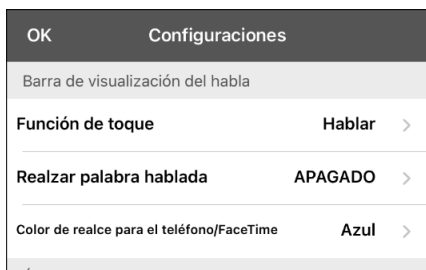 OK Configuraciones
Barra de visualización del habla
Función de toque Hablar
Realzar palabra hablada APAGADO
Color de realce para el teléfono/FaceTime Azul